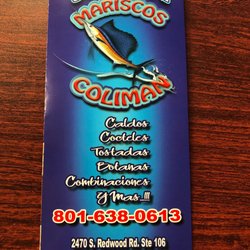 MARISCOS
COLIMAN
Caldos
Cocteles
Tostadas
Botanas
Combinaciones
Y Mas...!!!
801-638-0613
2470 S. Redwood Rd. Ste 106